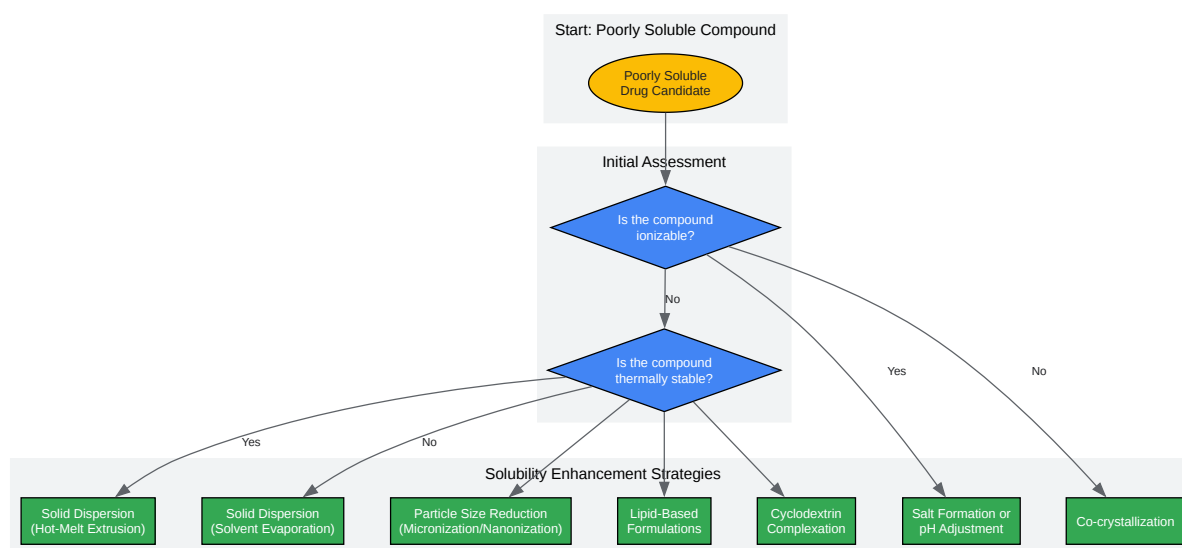 Start: Poorly Soluble Compound
Poorly Soluble
Drug Candidate
Initial Assessment
Is the compound
ionizable?
No
Is the compound
thermally stable?
Yes
No
Yes
No
Solubility Enhancement Strategies
Solid Dispersion
(Hot-Melt Extrusion)
Solid Dispersion
(Solvent Evaporation)
Particle Size Reduction
(Micronization/Nanonization)
Lipid-Based
Formulations
Cyclodextrin
Complexation
Salt Formation or
pH Adjustment
Co-crystallization